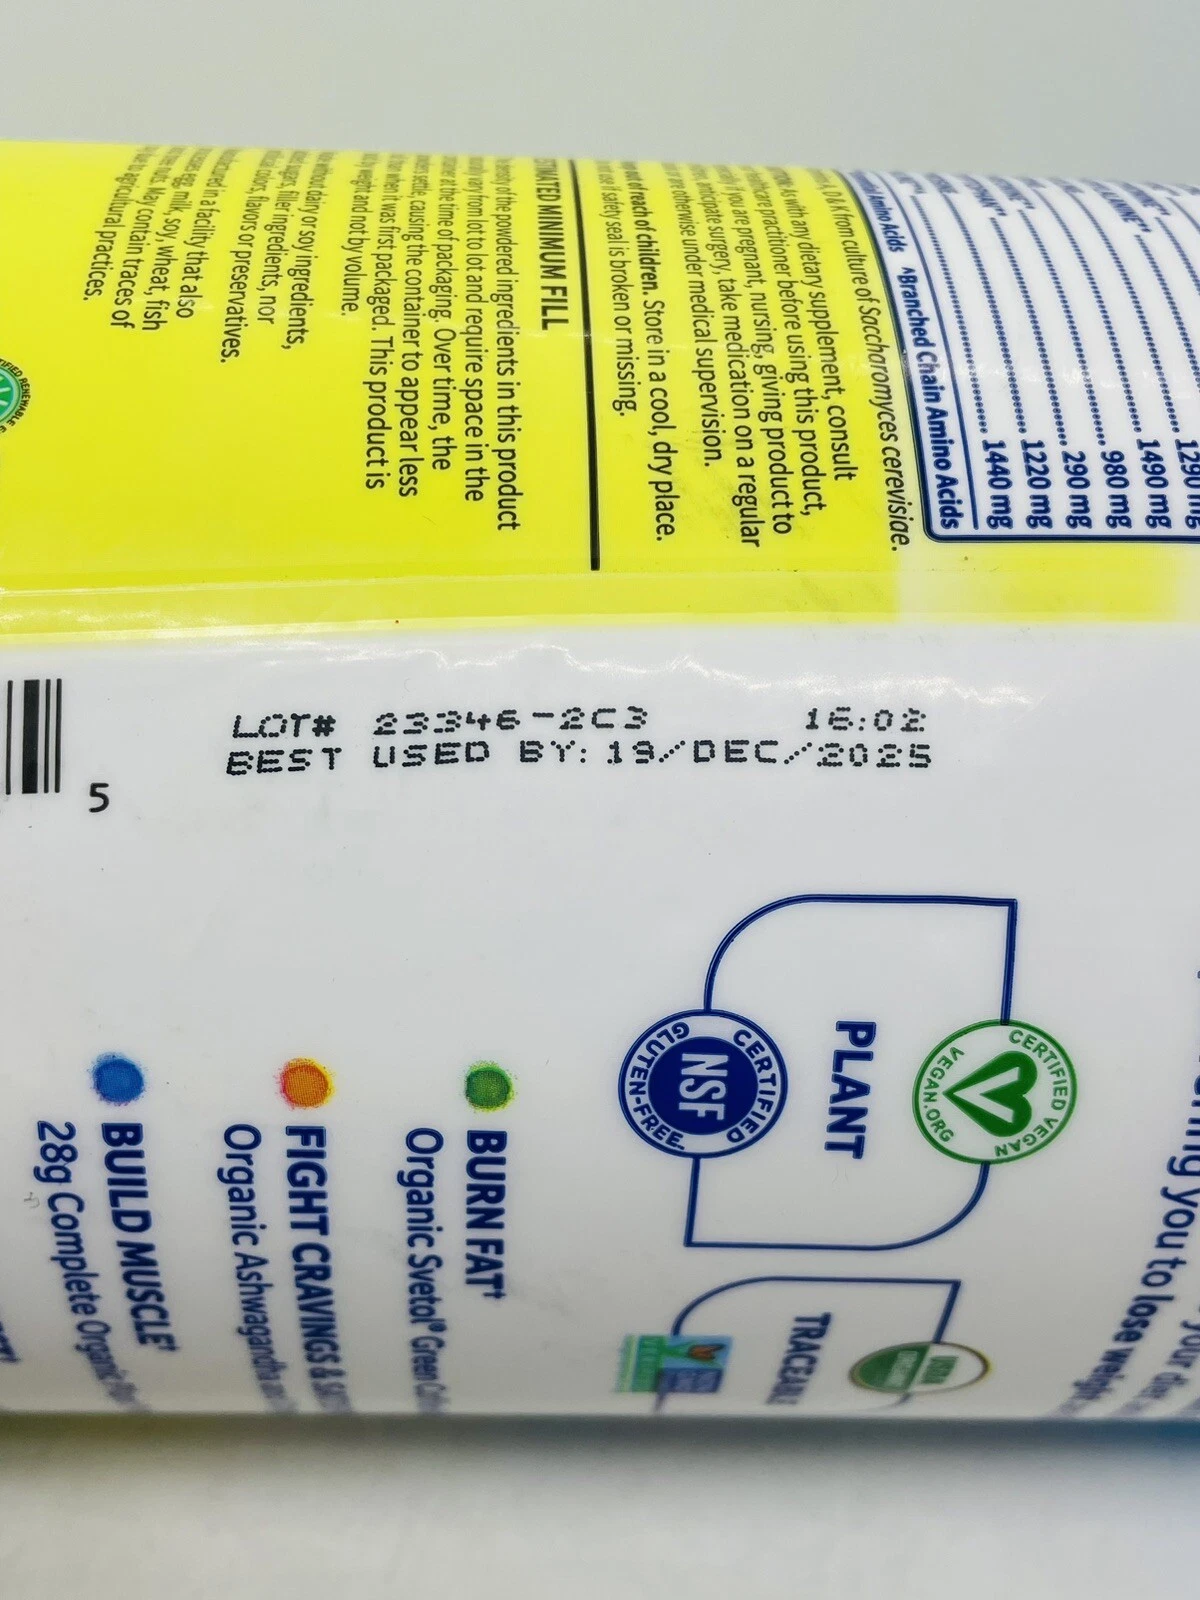 LOT# 23346-2C3 16:02
BEST USED BY: 19/DEC/2025
5
1290 mg
1490 mg
980 mg
290 mg
1220 mg
1440 mg
Amino Acids ^Branched Chain Amino Acids
Q&A from culture of Saccharomyces cerevisiae.
As with any dietary supplement, consult
healthcare practitioner before using this product,
if you are pregnant, nursing, giving product to
anticipate surgery, take medication on a regular
or are otherwise under medical supervision.
out of reach of children. Store in a cool, dry place.
if safety seal is broken or missing.
MINIMUM FILL
of the powdered ingredients in this product
vary from lot to lot and require space in the
at the time of packaging. Over time, the
settle, causing the container to appear less
when it was first packaged. This product is
by weight and not by volume.
without dairy or soy ingredients,
filler ingredients, nor
colors, flavors or preservatives.
in a facility that also
egg, milk, soy, wheat, fish
nuts. May contain traces of
agricultural practices.
you to lose weight
CERTIFIED VEGAN
VEGAN.ORG
PLANT
CERTIFIED
NSF
GLUTEN-FREE
USDA
TRACEABLE
BURN FAT†
Organic Svetol® Green
FIGHT CRAVINGS &
Organic Ashwagandha
BUILD MUSCLE†
28g Complete Organic